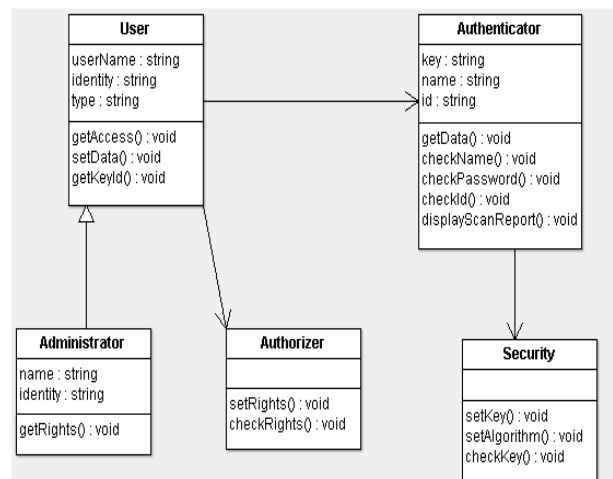 User
userName : string
identity : string
type : string
getAccess() : void
setData() : void
getKeyId() : void
Authenticator
key : string
name : string
id : string
getData() : void
checkName() : void
checkPassword() : void
checkId() : void
displayScanReport() : void
Administrator
name : string
identity : string
getRights() : void
Authorizer
setRights() : void
checkRights() : void
Security
setKey() : void
setAlgorithm() : void
checkKey() : void